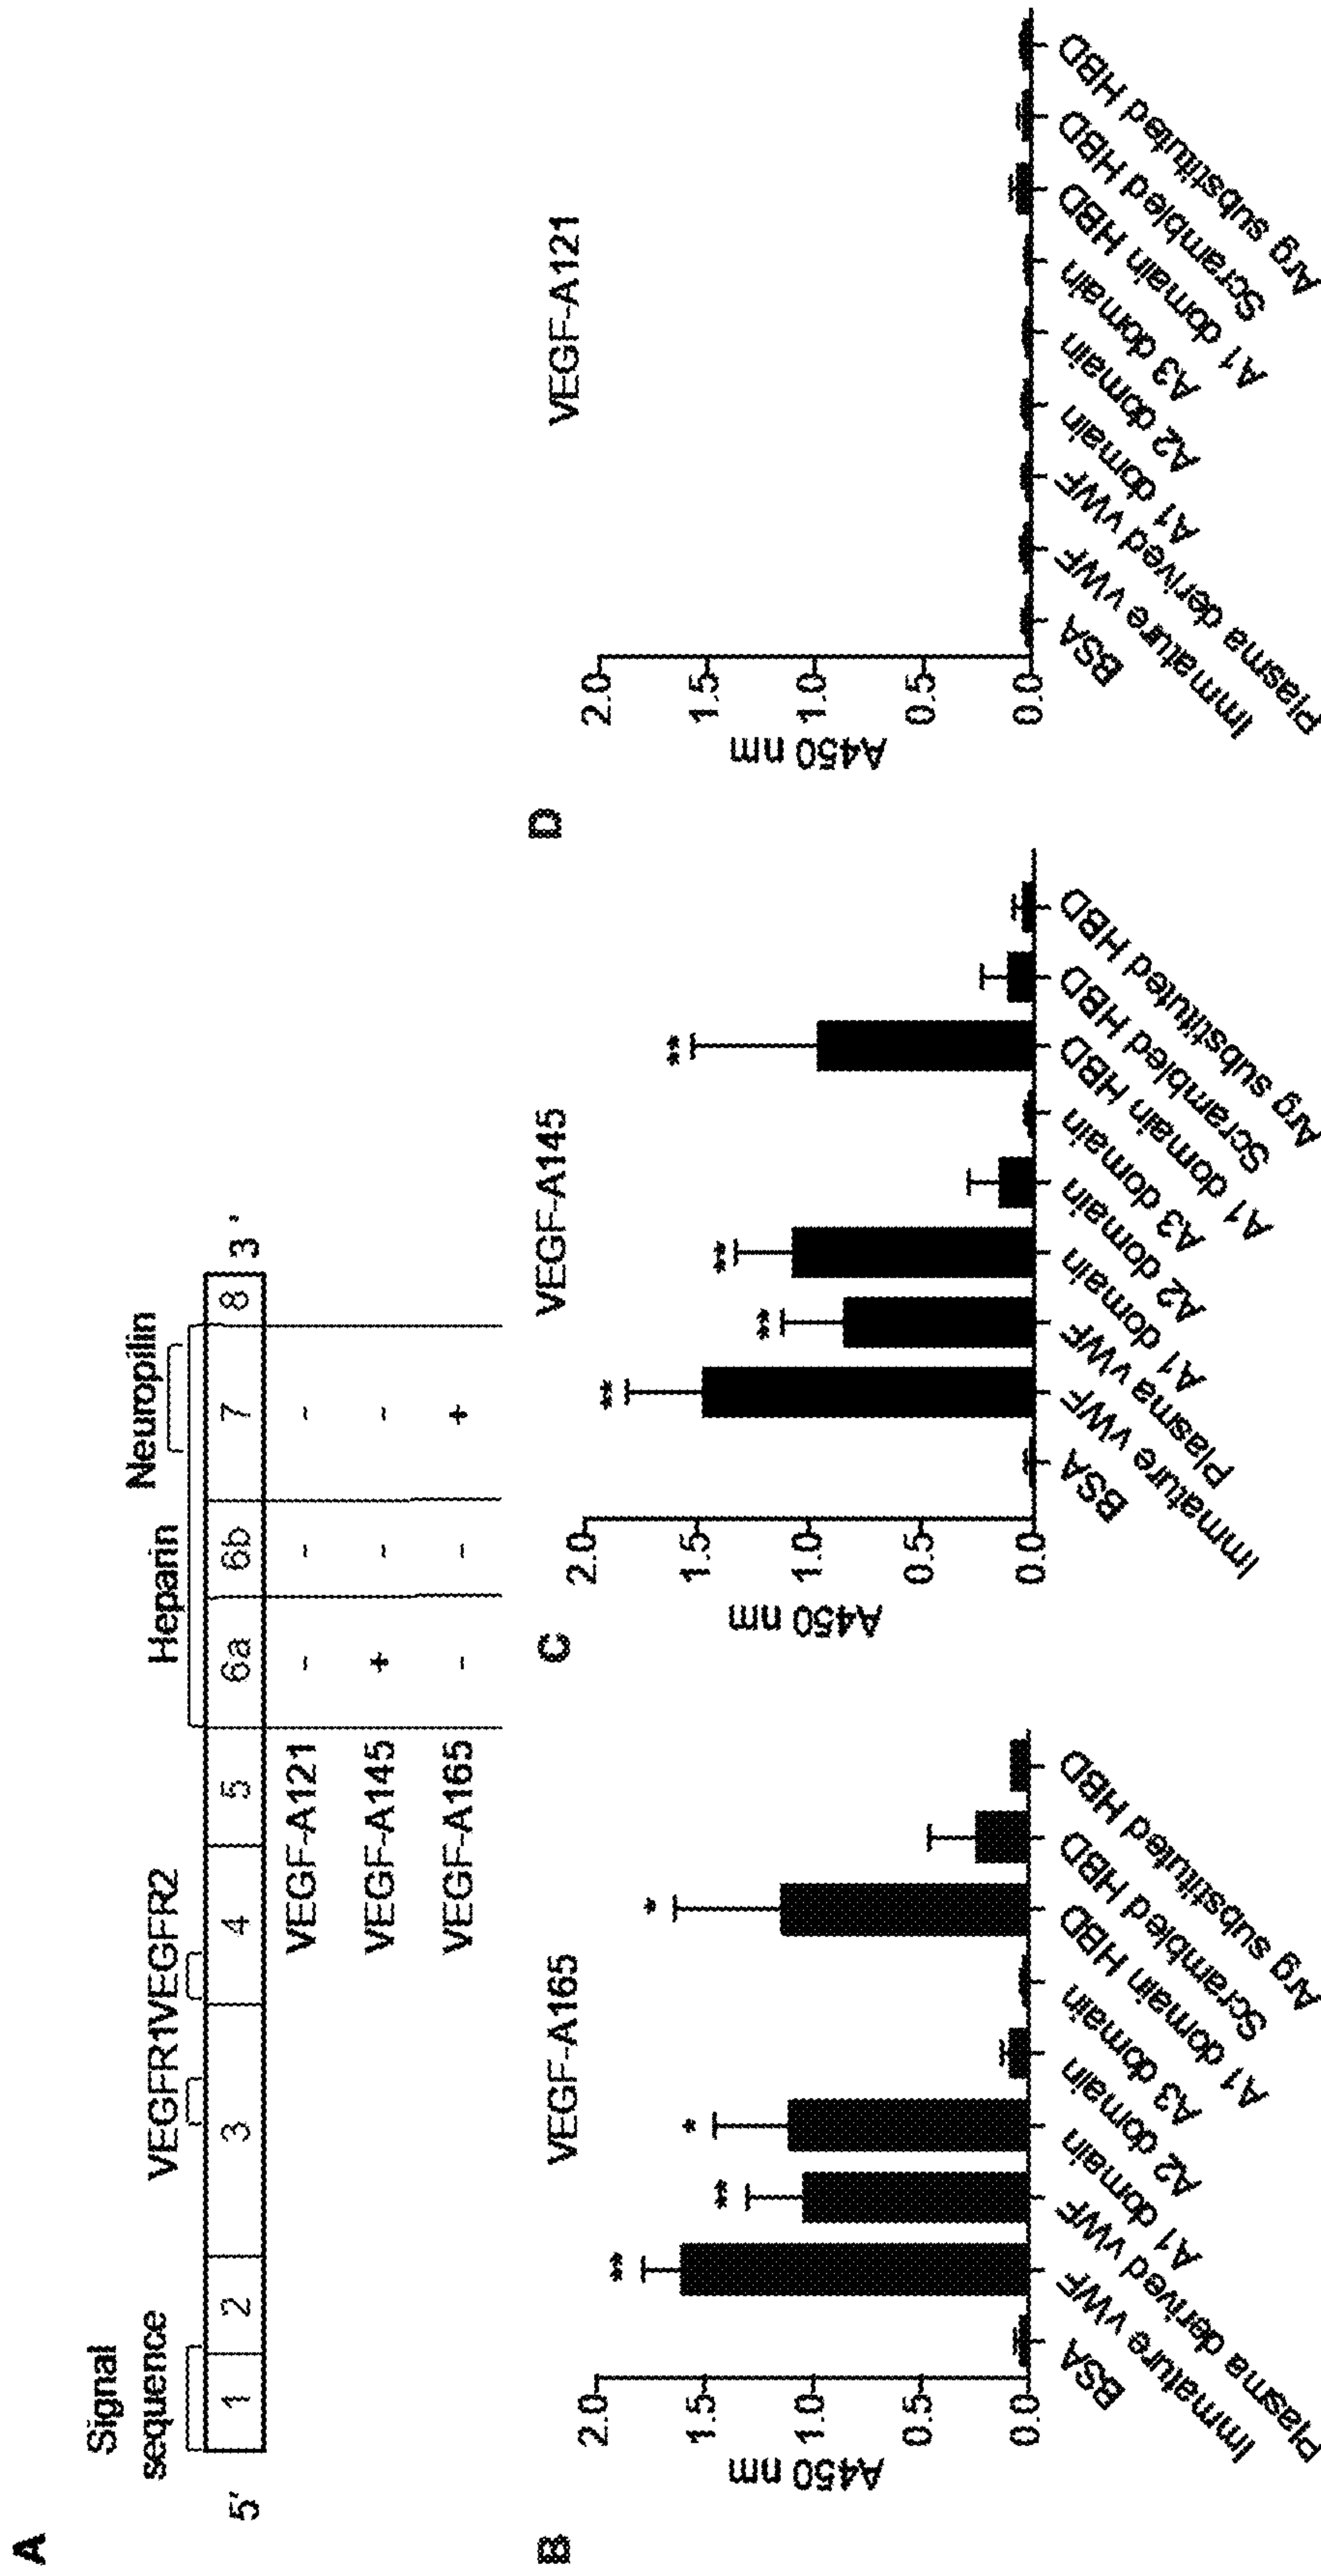 A
Signal
sequence
VEGFR1VEGFR2
Heparin
Neuropilin
5'
1 2 3 4 5 6a 6b 7 8
3'
VEGF-A121 - - -
VEGF-A145 + - -
VEGF-A165 - - +
B
VEGF-A165
**
**
*
*
A450 nm
2.0
1.5
1.0
0.5
0.0
BSA
Immature vWF
Plasma derived vWF
A1 domain
A2 domain
A3 domain
A1 domain HBD
Scrambled HBD
Arg substituted HBD
C
VEGF-A145
**
**
**
**
A450 nm
2.0
1.5
1.0
0.5
0.0
BSA
Immature vWF
Plasma vWF
A1 domain
A2 domain
A3 domain
A1 domain HBD
Scrambled HBD
Arg substituted HBD
D
VEGF-A121
A450 nm
2.0
1.5
1.0
0.5
0.0
BSA
Immature vWF
Plasma derived vWF
A1 domain
A2 domain
A3 domain
A1 domain HBD
Scrambled HBD
Arg substituted HBD